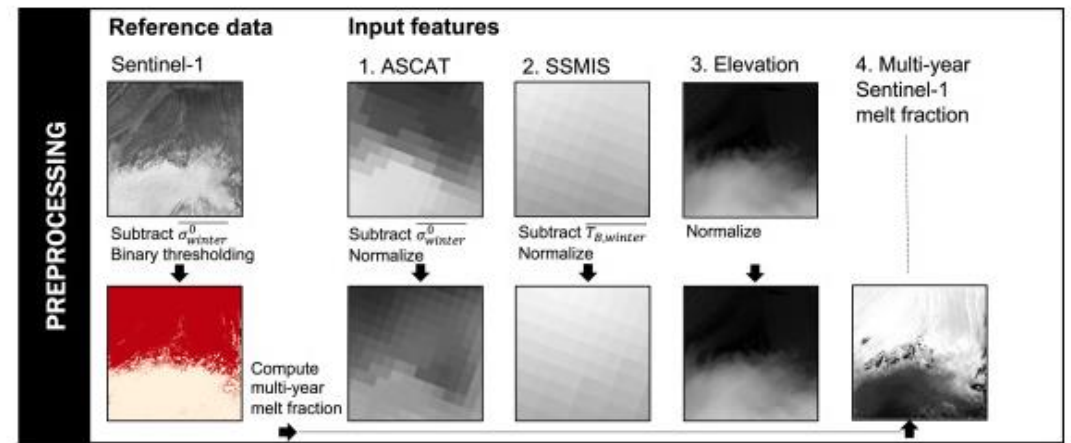 PREPROCESSING
Reference data
Input features
Sentinel-1
1. ASCAT
2. SSMIS
3. Elevation
4. Multi-year
Sentinel-1
melt fraction
Subtract σ⁰winter
Binary thresholding
Subtract σ⁰winter
Normalize
Subtract TB,winter
Normalize
Normalize
Compute
multi-year
melt fraction